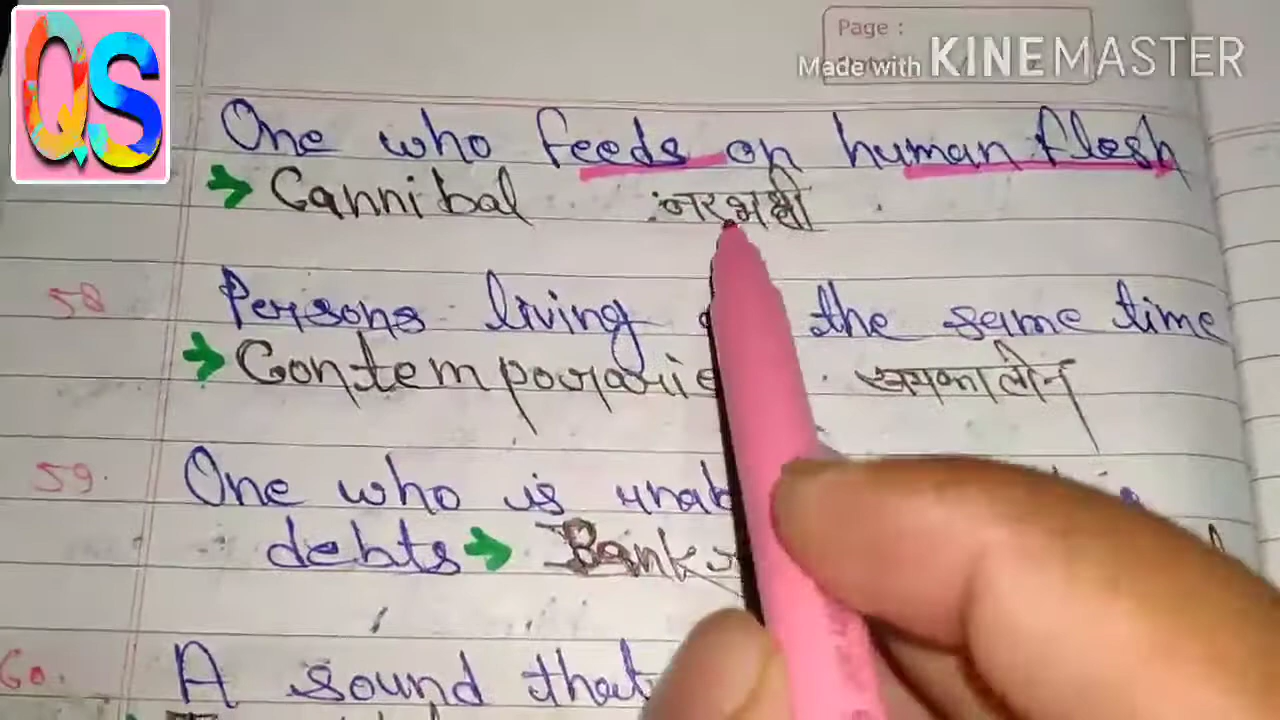 QS
Page :
Made with KINEMASTER
One who feeds on human flesh
→ Cannibal नरभक्षी
58 Persons living the same time
→ Contemporarie समकालीन
59. One who is
debts →
60. A sound that